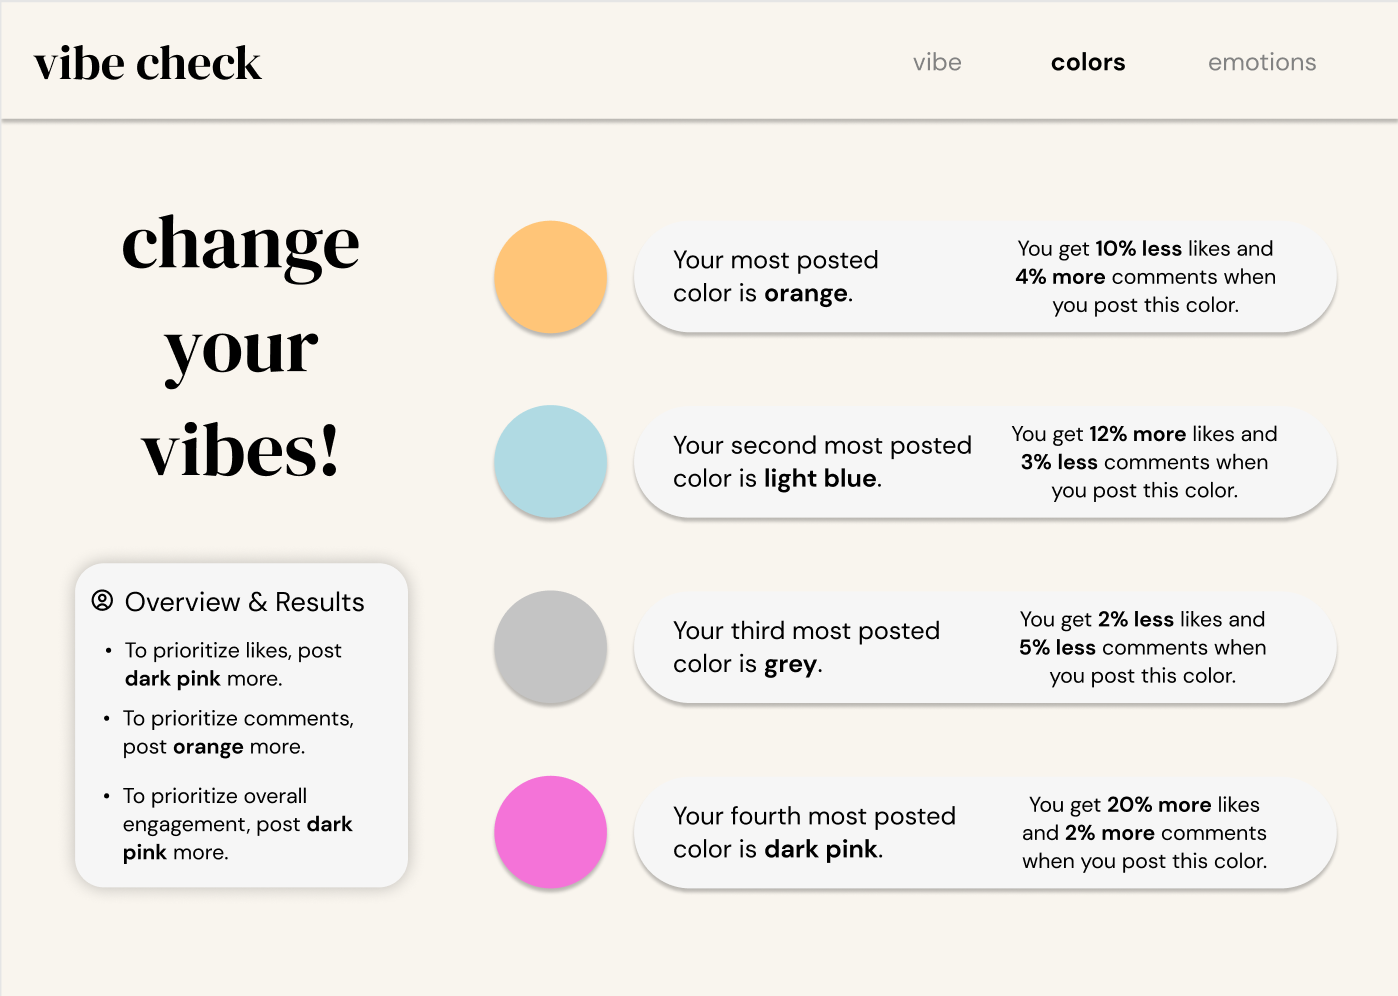 vibe check
vibe
colors
emotions
change
your
vibes!
Overview & Results
• To prioritize likes, post
dark pink more.
• To prioritize comments,
post orange more.
• To prioritize overall
engagement, post dark
pink more.
Your most posted
color is orange.
You get 10% less likes and
4% more comments when
you post this color.
Your second most posted
color is light blue.
You get 12% more likes and
3% less comments when
you post this color.
Your third most posted
color is grey.
You get 2% less likes and
5% less comments when
you post this color.
Your fourth most posted
color is dark pink.
You get 20% more likes
and 2% more comments
when you post this color.